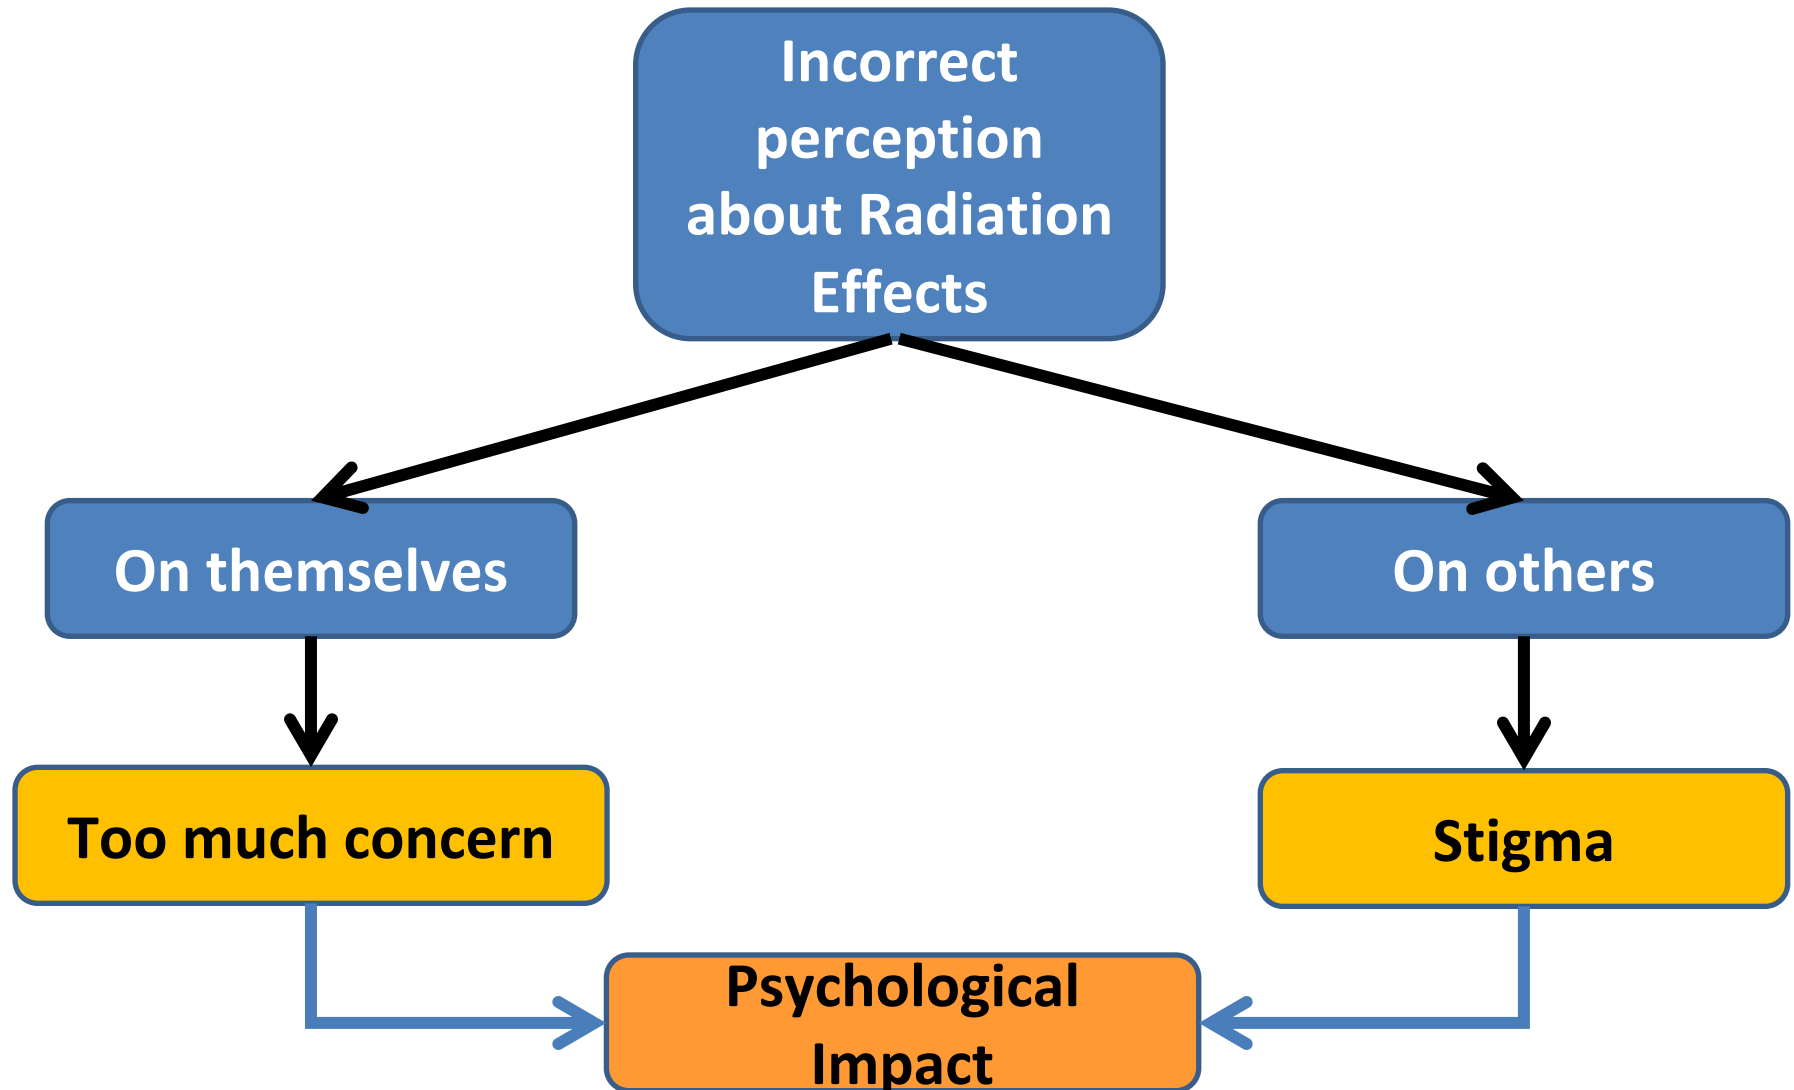 Incorrect
perception
about Radiation
Effects
On themselves
On others
Too much concern
Stigma
Psychological
Impact